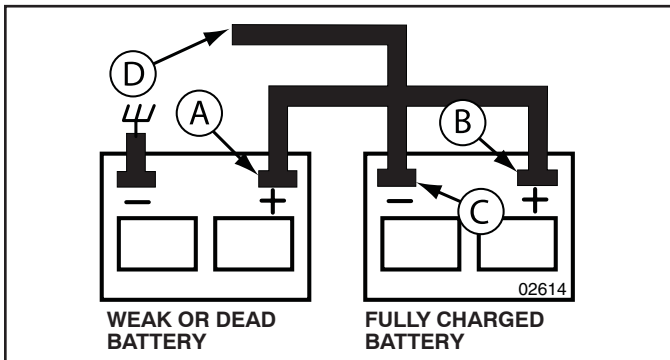 D
A
B
C
– +
– +
02614
WEAK OR DEAD
BATTERY
FULLY CHARGED
BATTERY